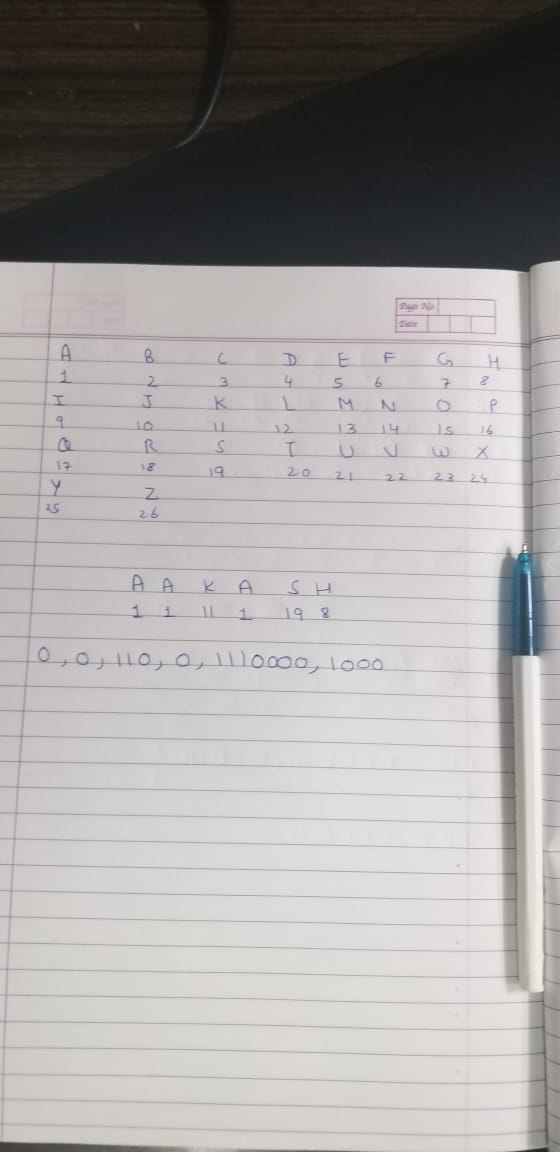 Page No.
Date
A B C D E F G H
1 2 3 4 5 6 7 8
I J K L M N O P
9 10 11 12 13 14 15 16
Q R S T U V W X
17 18 19 20 21 22 23 24
Y Z
25 26
A A K A S H
1 1 11 1 19 8
0, 0, 110, 0, 1110000, 1000